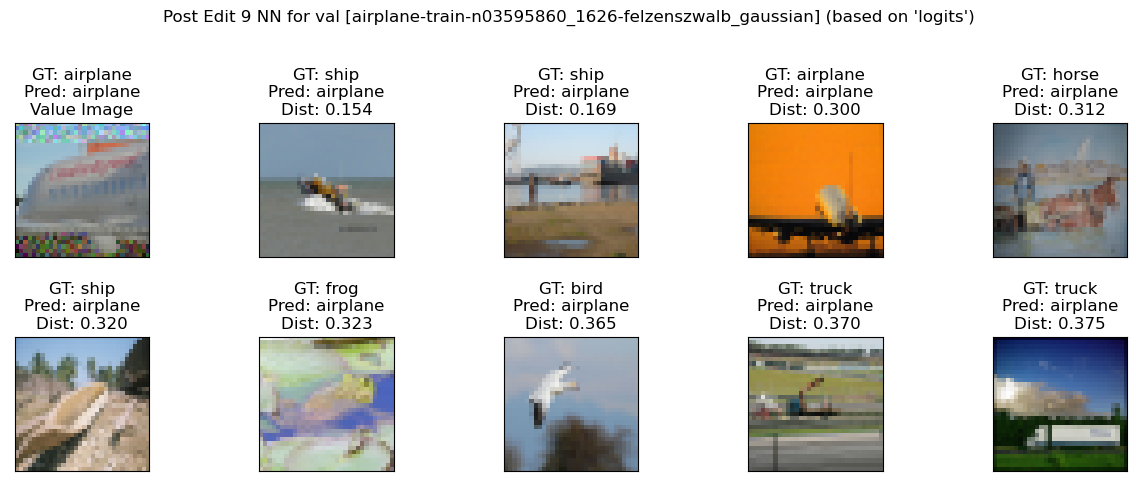 Post Edit 9 NN for val [airplane-train-n03595860_1626-felzenszwalb_gaussian] (based on 'logits')
GT: airplane
Pred: airplane
Value Image
GT: ship
Pred: airplane
Dist: 0.154
GT: ship
Pred: airplane
Dist: 0.169
GT: airplane
Pred: airplane
Dist: 0.300
GT: horse
Pred: airplane
Dist: 0.312
GT: ship
Pred: airplane
Dist: 0.320
GT: frog
Pred: airplane
Dist: 0.323
GT: bird
Pred: airplane
Dist: 0.365
GT: truck
Pred: airplane
Dist: 0.370
GT: truck
Pred: airplane
Dist: 0.375